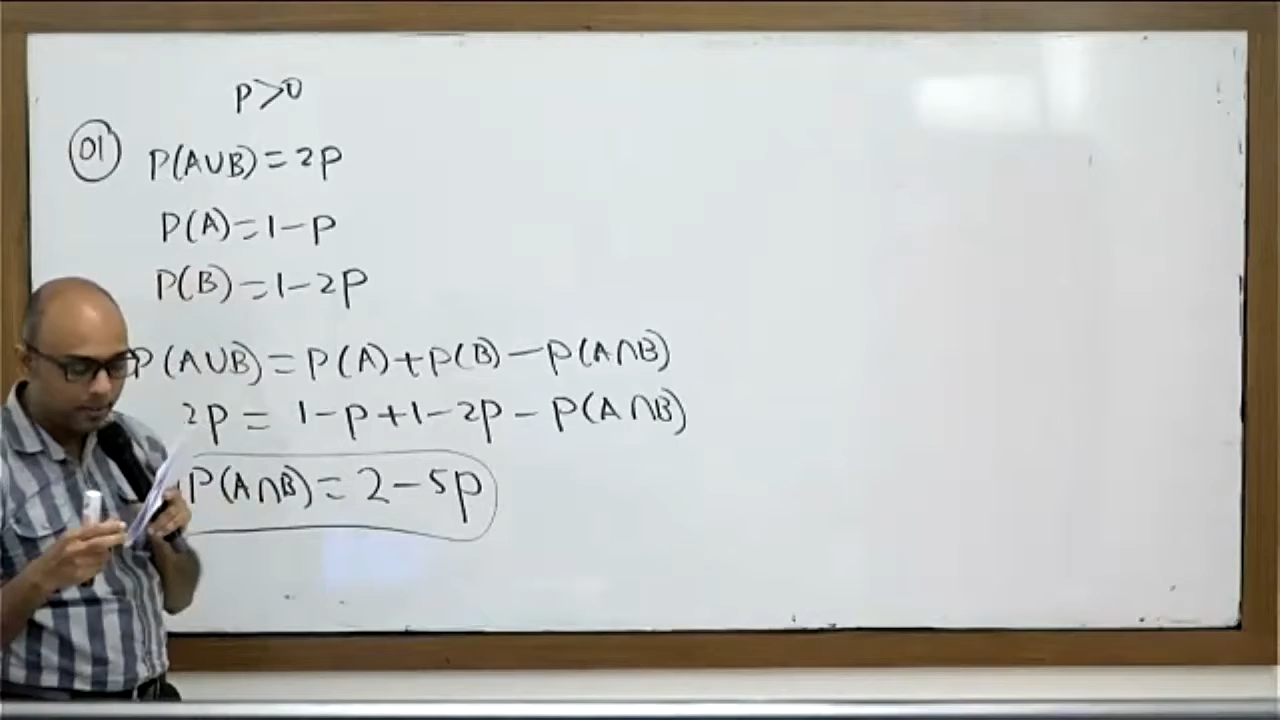 P>0
01 P(A∪B)=2P
P(A)=1-P
P(B)=1-2P
P(A∪B)=P(A)+P(B)-P(A∩B)
2P = 1-P+1-2P-P(A∩B)
P(A∩B)=2-5P